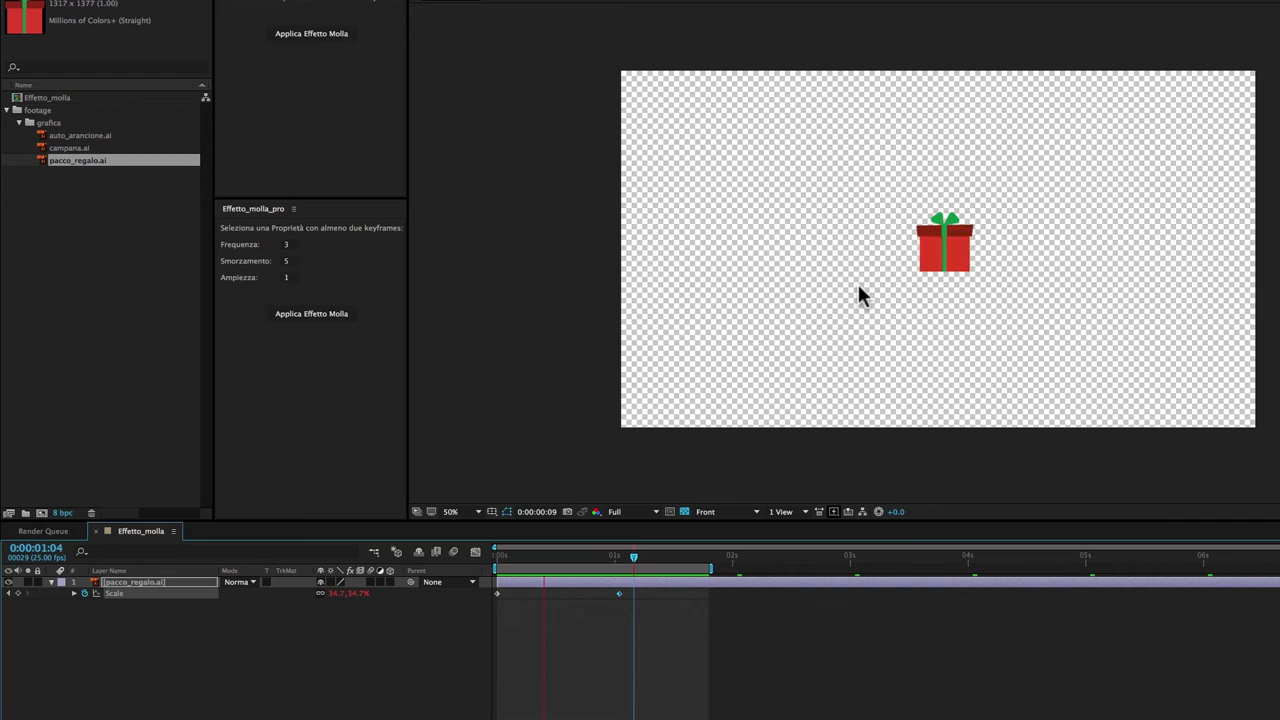 1317 x 1377 (1.00)
Millions of Colors+ (Straight)
Applica Effetto Molla
Name
Effetto_molla
footage
grafica
auto_arancione.ai
campana.ai
pacco_regalo.ai
Effetto_molla_pro
Seleziona una Proprietà con almeno due keyframes:
Frequenza: 3
Smorzamento: 5
Ampiezza: 1
Applica Effetto Molla
8 bpc
50%
0:00:00:09
Full
Front
1 View
+0.0
Render Queue
Effetto_molla
0:00:01:04
00029 (25.00 fps)
# Layer Name Mode T TrkMat Parent
1 [pacco_regalo.ai] Norma None
Scale 34.7,34.7%
:00s 01s 02s 03s 04s 05s 06s